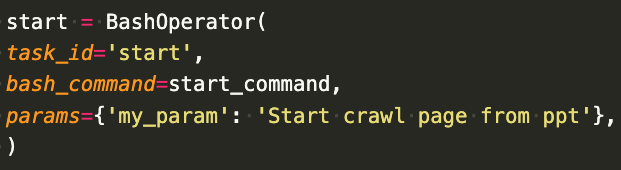 start = BashOperator(
task_id='start',
bash_command=start_command,
params={'my_param': 'Start crawl page from ppt'},
)